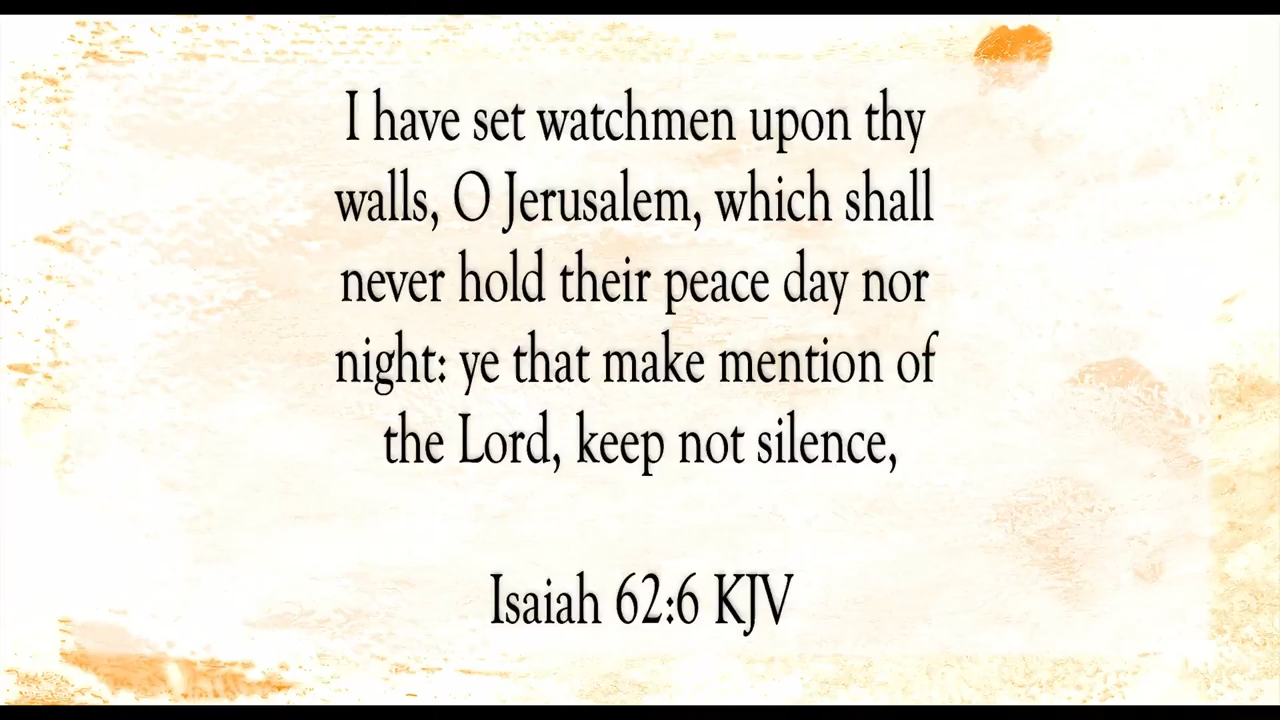 I have set watchmen upon thy
walls, O Jerusalem, which shall
never hold their peace day nor
night: ye that make mention of
the Lord, keep not silence,
Isaiah 62:6 KJV